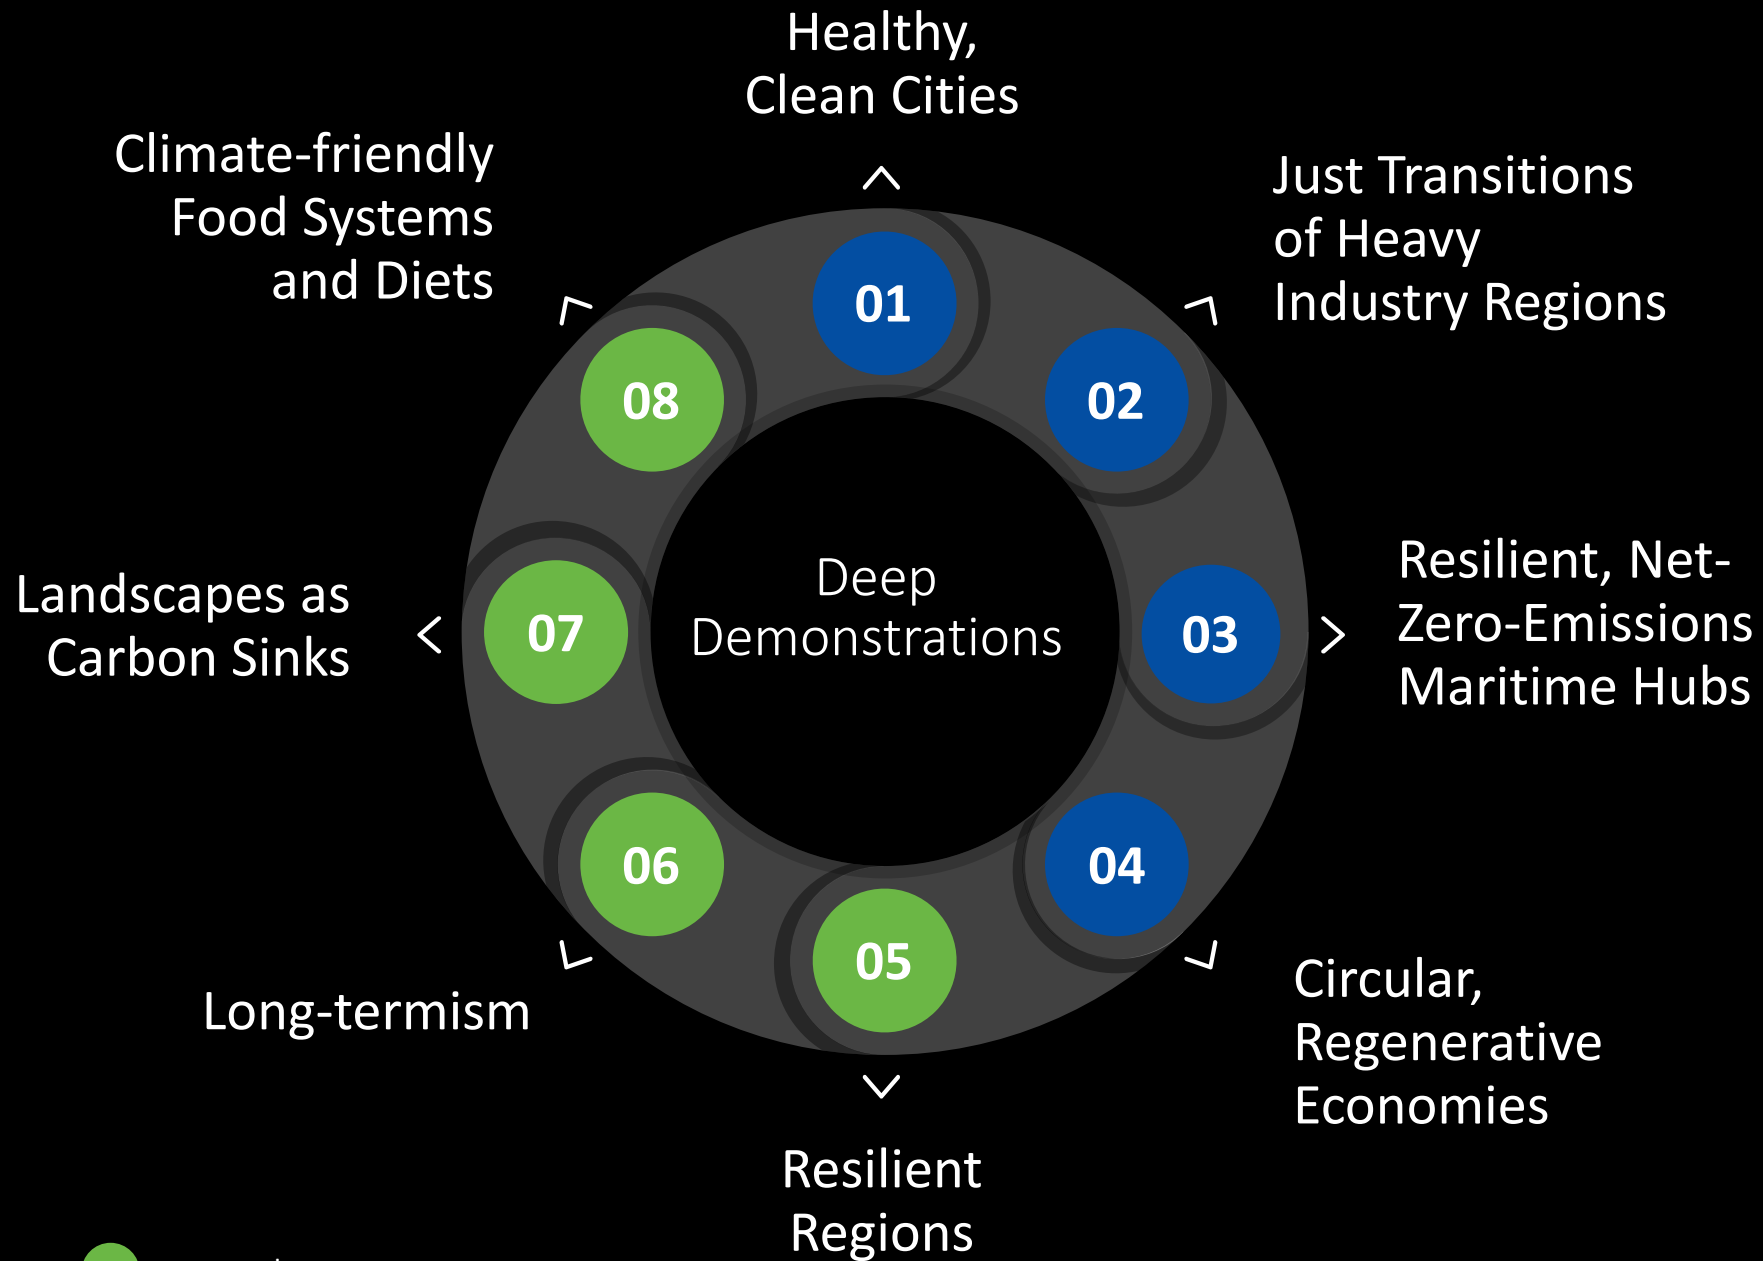 Healthy,
Clean Cities
Just Transitions
of Heavy
Industry Regions
Resilient, Net-
Zero-Emissions
Maritime Hubs
Circular,
Regenerative
Economies
Resilient
Regions
Long-termism
Landscapes as
Carbon Sinks
Climate-friendly
Food Systems
and Diets
01
02
03
04
05
06
07
08
Deep
Demonstrations